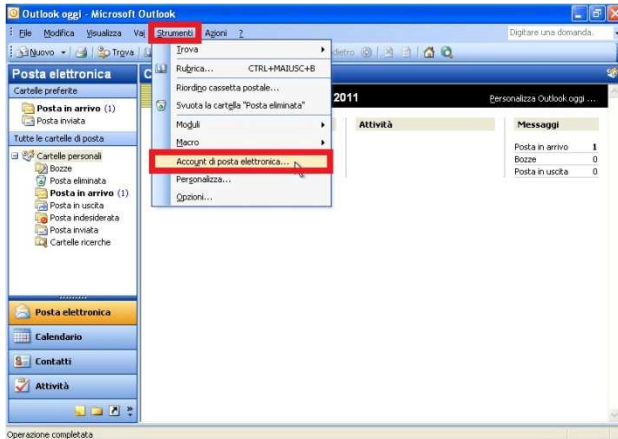 Outlook oggi - Microsoft Outlook
File Modifica Visualizza Vai Strumenti Azioni ?
Digitare una domanda.
Nuovo Trova
dietro
Posta elettronica
Cartelle preferite
Posta in arrivo (1)
Posta inviata
Tutte le cartelle di posta
Cartelle personali
Bozze
Posta eliminata
Posta in arrivo (1)
Posta in uscita
Posta indesiderata
Posta inviata
Cartelle ricerche
Posta elettronica
Calendario
Contatti
Attività
Trova
Rubrica... CTRL+MAIUSC+B
Riordino cassetta postale...
Svuota la cartella "Posta eliminata"
Moduli
Macro
Account di posta elettronica...
Personalizza...
Opzioni...
2011
Personalizza Outlook oggi ...
Attività
Messaggi
Posta in arrivo 1
Bozze 0
Posta in uscita 0
Operazione completata